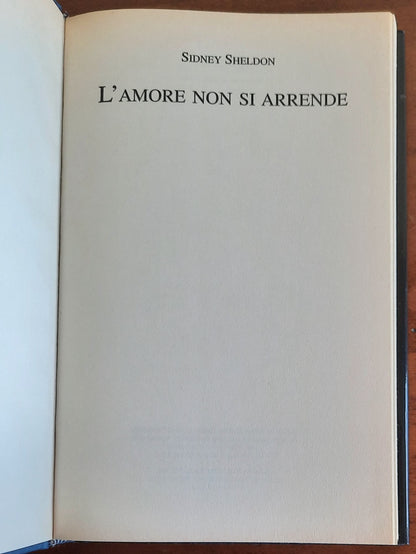 SIDNEY SHELDON
L'AMORE NON SI ARRENDE